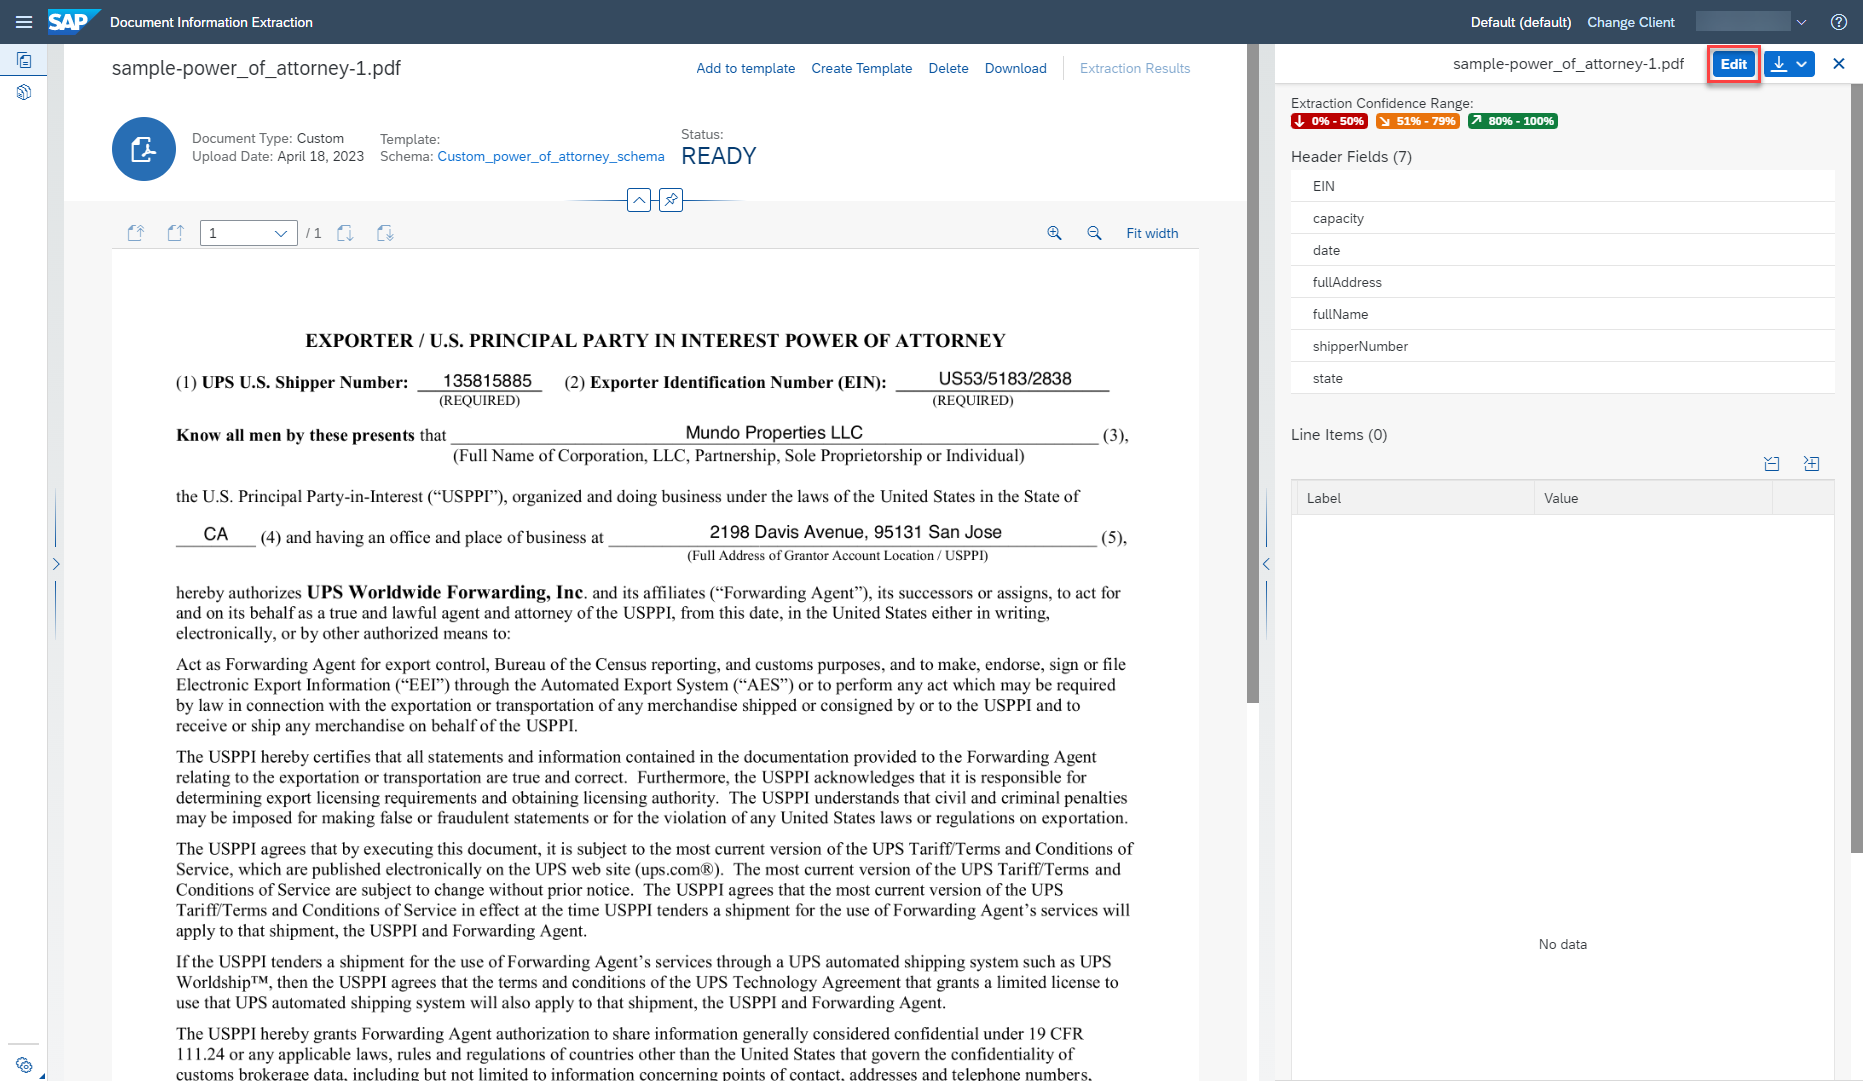 SAP Document Information Extraction
Default (default) Change Client
sample-power_of_attorney-1.pdf
Add to template Create Template Delete Download Extraction Results
Document Type: Custom
Upload Date: April 18, 2023
Template:
Schema: Custom_power_of_attorney_schema
Status:
READY
1 / 1
Fit width
EXPORTER / U.S. PRINCIPAL PARTY IN INTEREST POWER OF ATTORNEY
(1) UPS U.S. Shipper Number: 135815885 (2) Exporter Identification Number (EIN): US53/5183/2838
(REQUIRED) (REQUIRED)
Know all men by these presents that Mundo Properties LLC (3),
(Full Name of Corporation, LLC, Partnership, Sole Proprietorship or Individual)
the U.S. Principal Party-in-Interest (“USPPI”), organized and doing business under the laws of the United States in the State of
CA (4) and having an office and place of business at 2198 Davis Avenue, 95131 San Jose (5),
(Full Address of Grantor Account Location / USPPI)
hereby authorizes UPS Worldwide Forwarding, Inc. and its affiliates (“Forwarding Agent”), its successors or assigns, to act for
and on its behalf as a true and lawful agent and attorney of the USPPI, from this date, in the United States either in writing,
electronically, or by other authorized means to:
Act as Forwarding Agent for export control, Bureau of the Census reporting, and customs purposes, and to make, endorse, sign or file
Electronic Export Information (“EEI”) through the Automated Export System (“AES”) or to perform any act which may be required
by law in connection with the exportation or transportation of any merchandise shipped or consigned by or to the USPPI and to
receive or ship any merchandise on behalf of the USPPI.
The USPPI hereby certifies that all statements and information contained in the documentation provided to the Forwarding Agent
relating to the exportation or transportation are true and correct. Furthermore, the USPPI acknowledges that it is responsible for
determining export licensing requirements and obtaining licensing authority. The USPPI understands that civil and criminal penalties
may be imposed for making false or fraudulent statements or for the violation of any United States laws or regulations on exportation.
The USPPI agrees that by executing this document, it is subject to the most current version of the UPS Tariff/Terms and Conditions of
Service, which are published electronically on the UPS web site (ups.com®). The most current version of the UPS Tariff/Terms and
Conditions of Service are subject to change without prior notice. The USPPI agrees that the most current version of the UPS
Tariff/Terms and Conditions of Service in effect at the time USPPI tenders a shipment for the use of Forwarding Agent’s services will
apply to that shipment, the USPPI and Forwarding Agent.
If the USPPI tenders a shipment for the use of Forwarding Agent’s services through a UPS automated shipping system such as UPS
Worldship™, then the USPPI agrees that the terms and conditions of the UPS Technology Agreement that grants a limited license to
use that UPS automated shipping system will also apply to that shipment, the USPPI and Forwarding Agent.
The USPPI hereby grants Forwarding Agent authorization to share information generally considered confidential under 19 CFR
111.24 or any applicable laws, rules and regulations of countries other than the United States that govern the confidentiality of
customs brokerage data, including but not limited to information concerning points of contact, addresses and telephone numbers,
sample-power_of_attorney-1.pdf Edit
Extraction Confidence Range:
0% - 50% 51% - 79% 80% - 100%
Header Fields (7)
EIN
capacity
date
fullAddress
fullName
shipperNumber
state
Line Items (0)
Label Value
No data